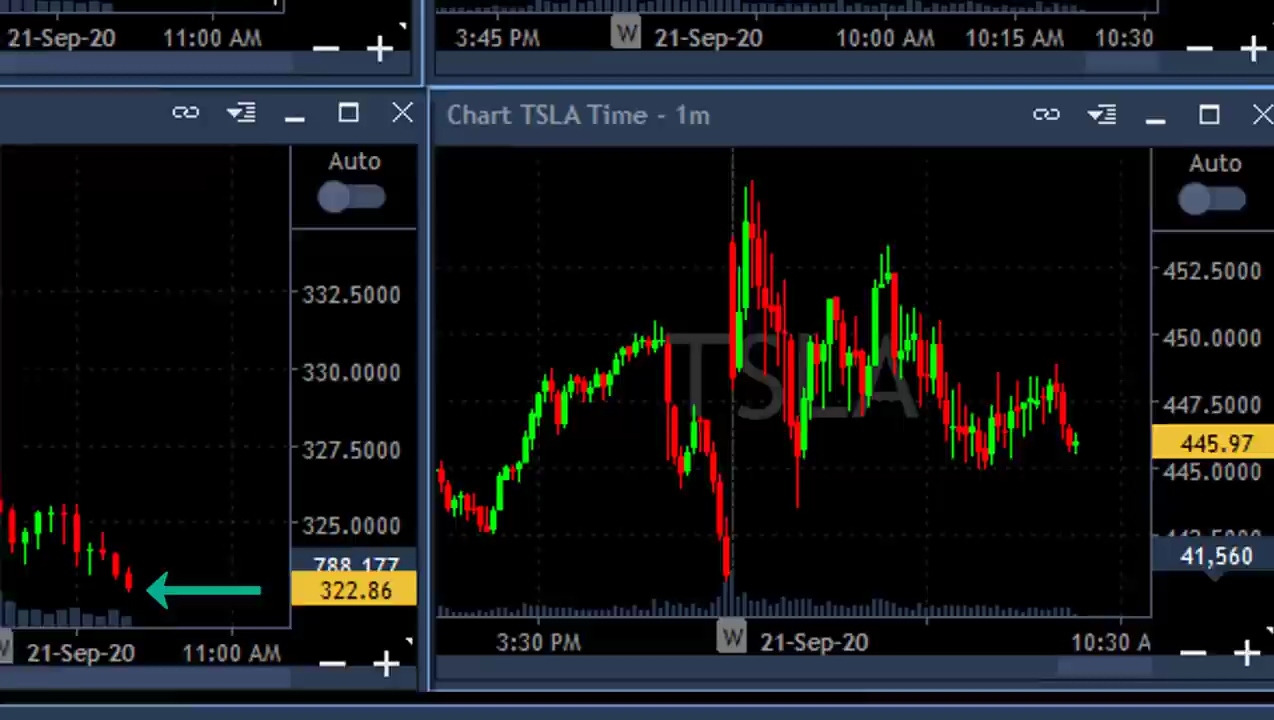 21-Sep-20 11:00 AM
3:45 PM W 21-Sep-20 10:00 AM 10:15 AM 10:30
Chart TSLA Time - 1m
Auto
332.5000
330.0000
327.5000
325.0000
788,177
322.86
W 21-Sep-20 11:00 AM
Auto
TSLA
452.5000
450.0000
447.5000
445.97
445.0000
41,560
3:30 PM W 21-Sep-20 10:30 A